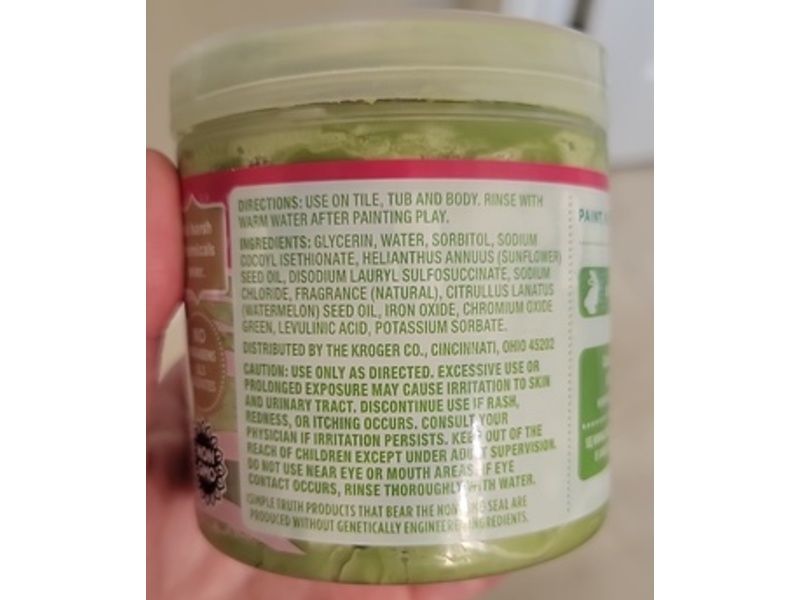 DIRECTIONS: USE ON TILE, TUB AND BODY. RINSE WITH
WARM WATER AFTER PAINTING PLAY.
INGREDIENTS: GLYCERIN, WATER, SORBITOL, SODIUM
COCOYL ISETHIONATE, HELIANTHUS ANNUUS (SUNFLOWER)
SEED OIL, DISODIUM LAURYL SULFOSUCCINATE, SODIUM
CHLORIDE, FRAGRANCE (NATURAL), CITRULLUS LANATUS
(WATERMELON) SEED OIL, IRON OXIDE, CHROMIUM OXIDE
GREEN, LEVULINIC ACID, POTASSIUM SORBATE.
DISTRIBUTED BY THE KROGER CO., CINCINNATI, OHIO 45202
CAUTION: USE ONLY AS DIRECTED. EXCESSIVE USE OR
PROLONGED EXPOSURE MAY CAUSE IRRITATION TO SKIN
AND URINARY TRACT. DISCONTINUE USE IF RASH,
REDNESS, OR ITCHING OCCURS. CONSULT YOUR
PHYSICIAN IF IRRITATION PERSISTS. KEEP OUT OF THE
REACH OF CHILDREN EXCEPT UNDER ADULT SUPERVISION.
DO NOT USE NEAR EYE OR MOUTH AREAS. IF EYE
CONTACT OCCURS, RINSE THOROUGHLY WITH WATER.
SIMPLE TRUTH PRODUCTS THAT BEAR THE NON SEAL ARE
PRODUCED WITHOUT GENETICALLY ENGINEERED INGREDIENTS.
PAINT
harsh
NO